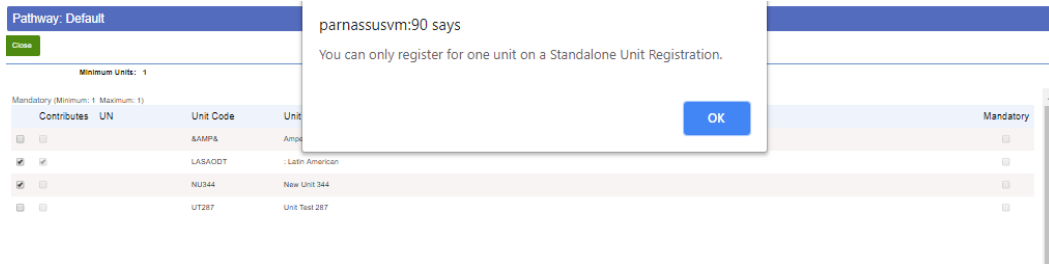 Pathway: Default
parnassusvm:90 says
Close
You can only register for one unit on a Standalone Unit Registration.
Minimum Units: 1
OK
Mandatory (Minimum: 1 Maximum: 1)
Contributes UN Unit Code Unit Mandatory
&AMP& Ampe
LASAODT : Latin American
NU344 New Unit 344
UT287 Unit Test 287